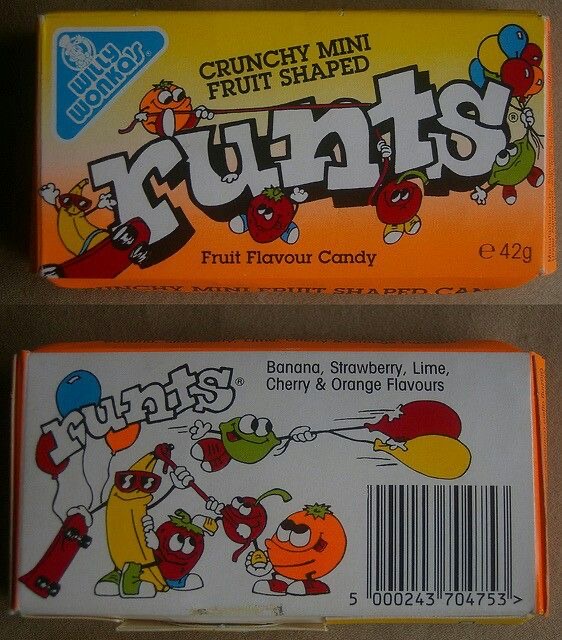 Willy
Wonka's
CRUNCHY MINI
FRUIT SHAPED
runts®
Fruit Flavour Candy
e 42g
CRUNCHY MINI FRUIT SHAPED CAN
runts®
Banana, Strawberry, Lime,
Cherry & Orange Flavours
5 000243 704753 >